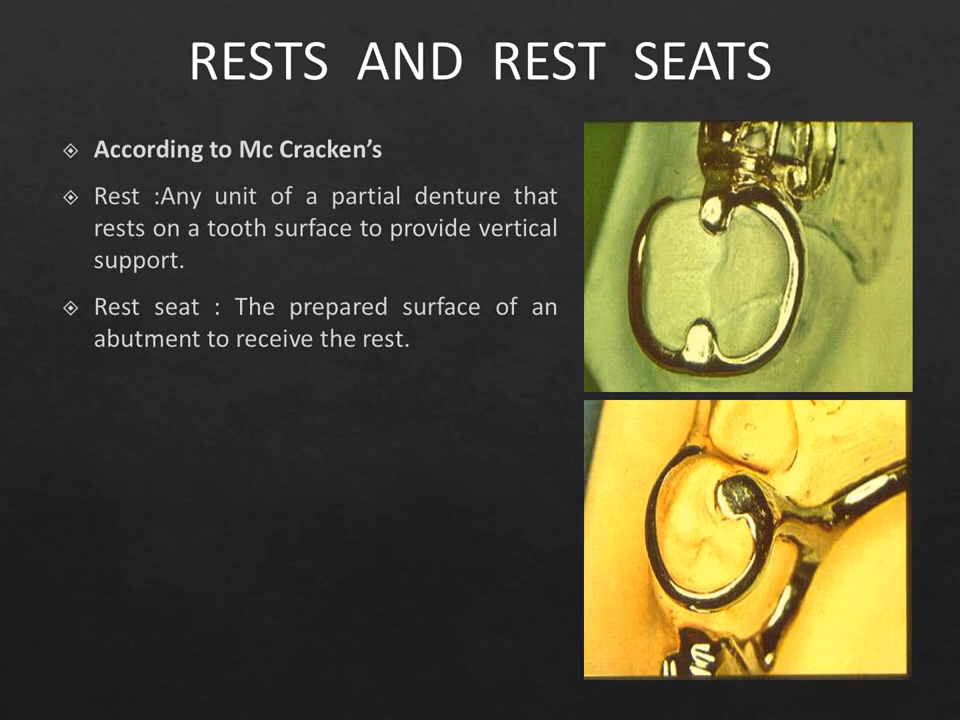 RESTS AND REST SEATS
According to Mc Cracken’s
Rest :Any unit of a partial denture that
rests on a tooth surface to provide vertical
support.
Rest seat : The prepared surface of an
abutment to receive the rest.